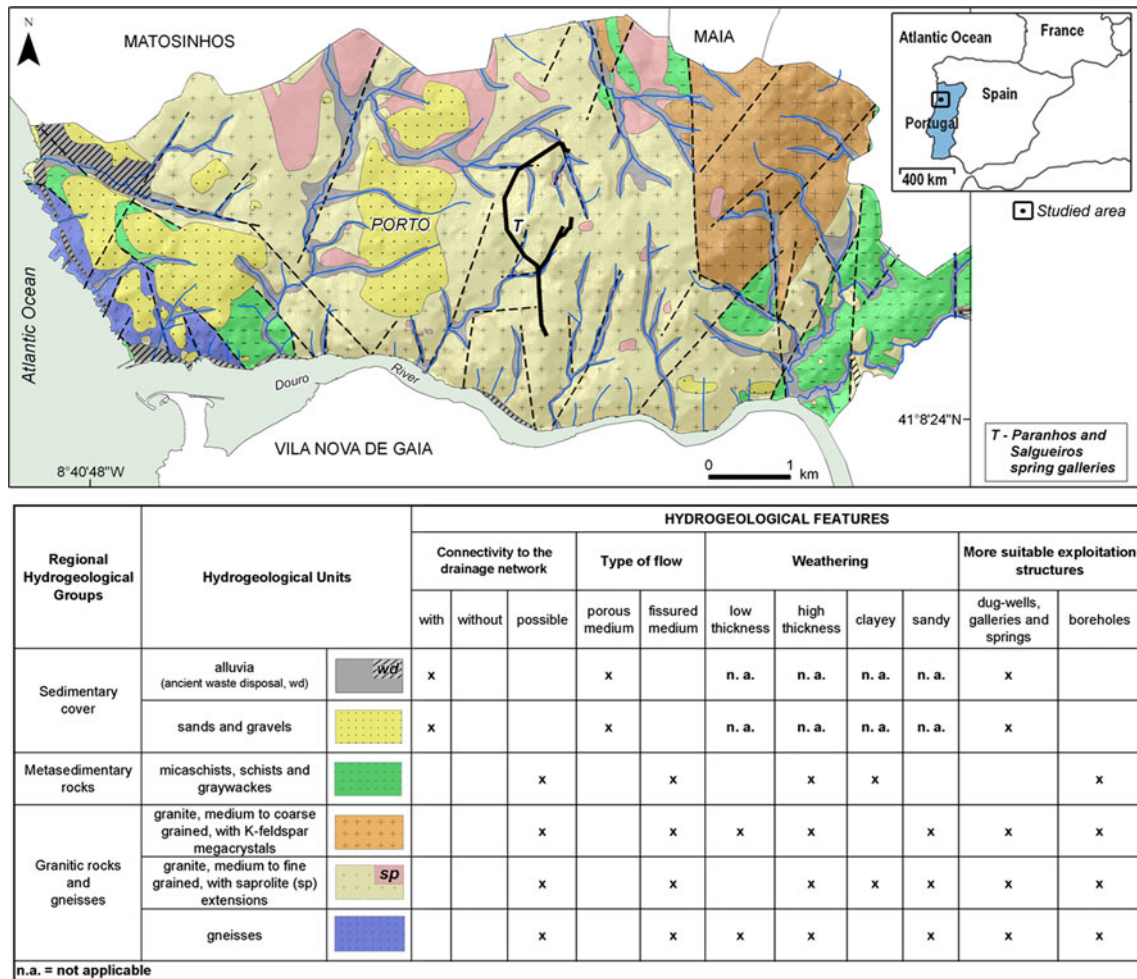 N
MATOSINHOS
MAIA
Atlantic Ocean
France
Spain
Portugal
400 km
Studied area
PORTO
T
Atlantic Ocean
Douro
River
41°8'24"N
VILA NOVA DE GAIA
8°40'48"W
0 1
km
T - Paranhos and
Salgueiros
spring galleries
Regional
Hydrogeological
Groups
Hydrogeological Units
HYDROGEOLOGICAL FEATURES
Connectivity to the
drainage network
Type of flow
Weathering
More suitable exploitation
structures
with without possible porous medium fissured medium low thickness high thickness clayey sandy dug-wells, galleries and springs boreholes
Sedimentary
cover
alluvia
(ancient waste disposal, wd)
wd
x x n. a. n. a. n. a. n. a. x
sands and gravels
x x n. a. n. a. n. a. n. a. x
Metasedimentary
rocks
micaschists, schists and
graywackes
x x x x x
Granitic rocks
and
gneisses
granite, medium to coarse
grained, with K-feldspar
megacrystals
x x x x x x x
granite, medium to fine
grained, with saprolite (sp)
extensions
sp
x x x x x x x
gneisses
x x x x x x x
n.a. = not applicable